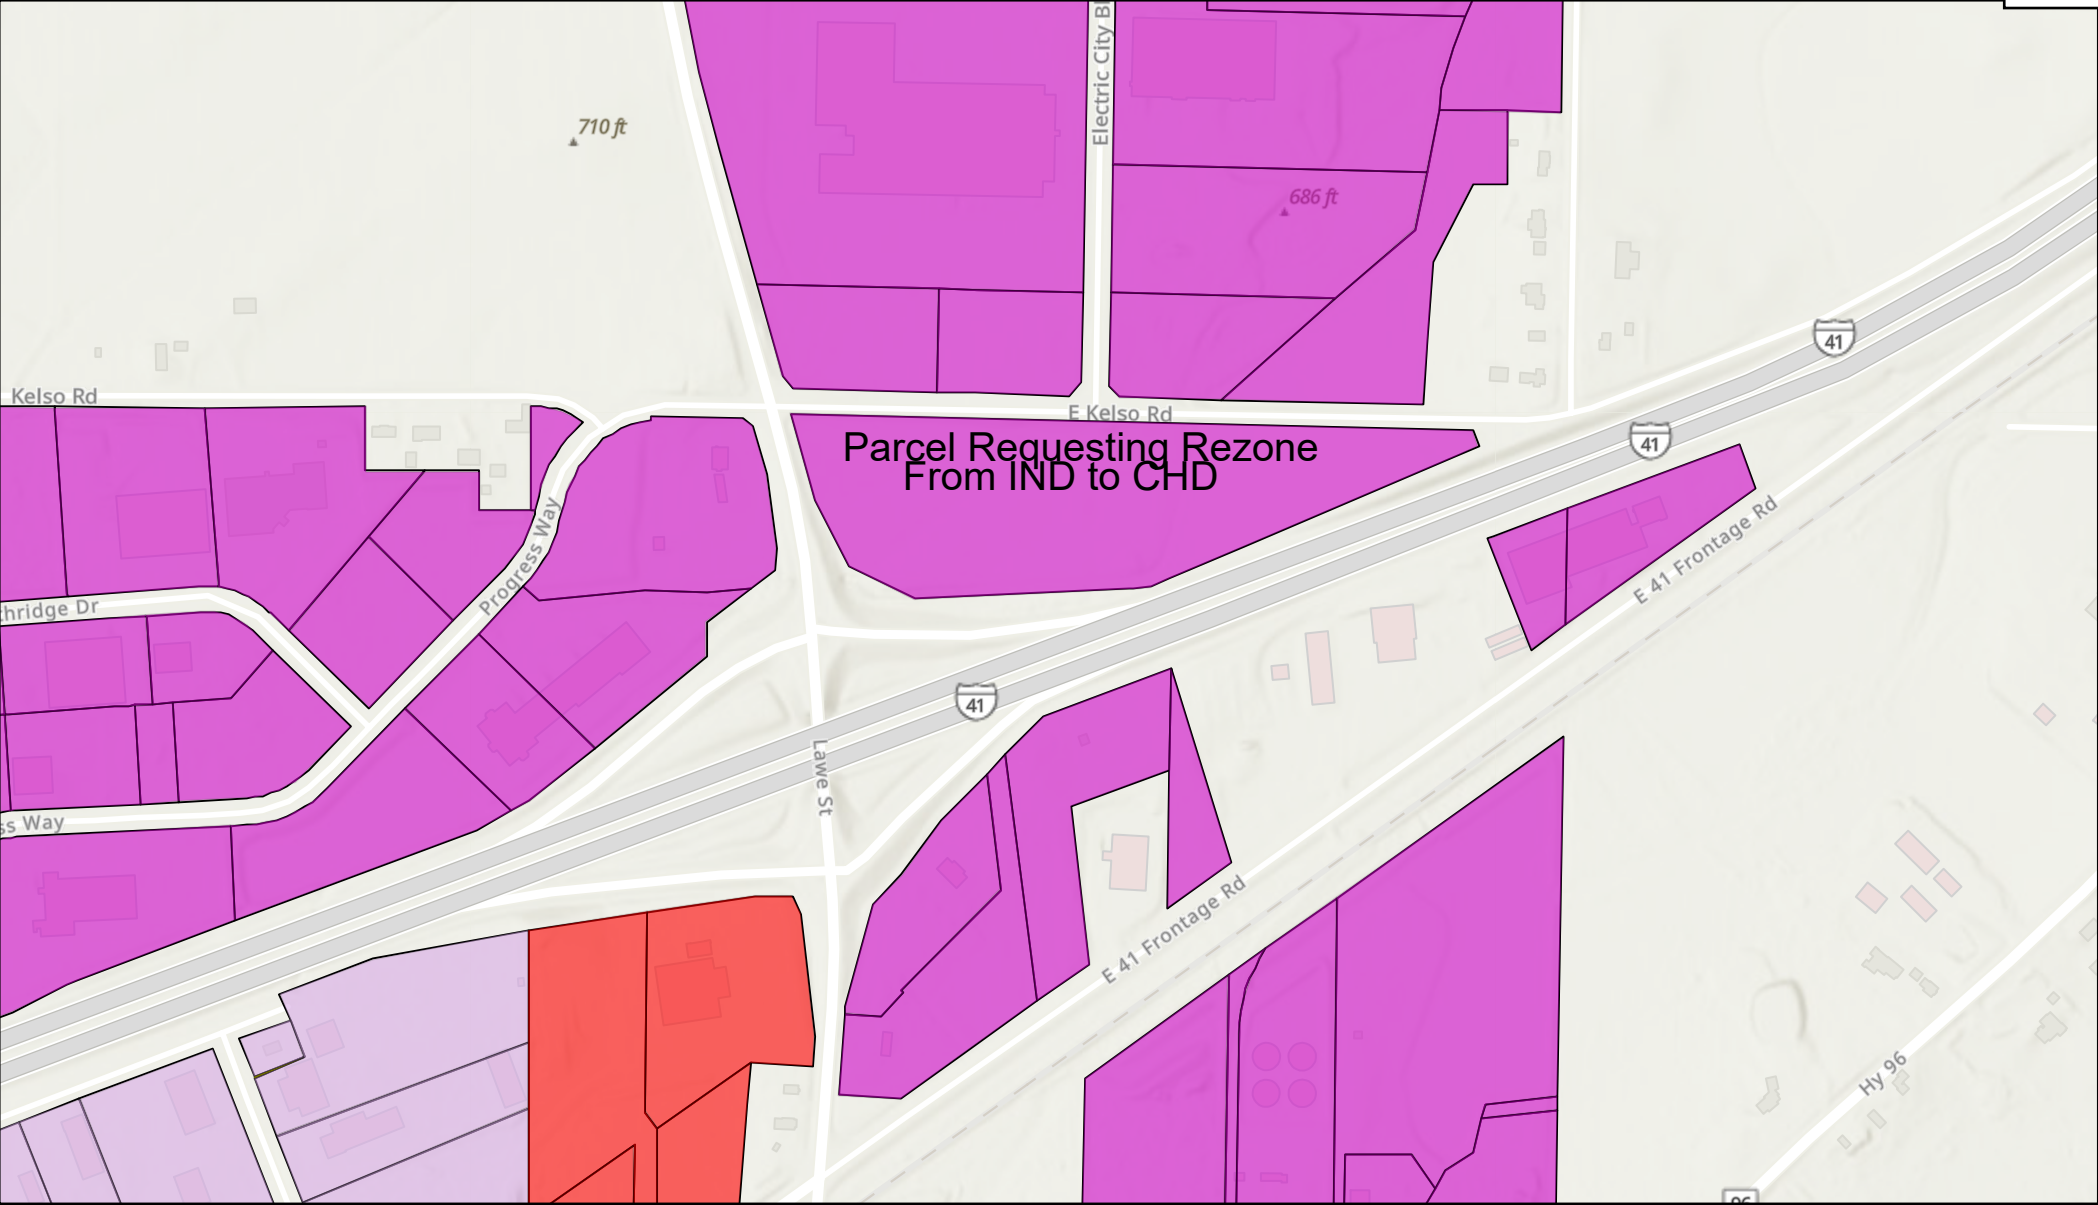 Electric City Bl
710 ft
686 ft
41
Kelso Rd
E Kelso Rd
41
Parcel Requesting Rezone
From IND to CHD
Progress Way
E 41 Frontage Rd
thridge Dr
41
Lawe St
ss Way
E 41 Frontage Rd
Hy 96
96